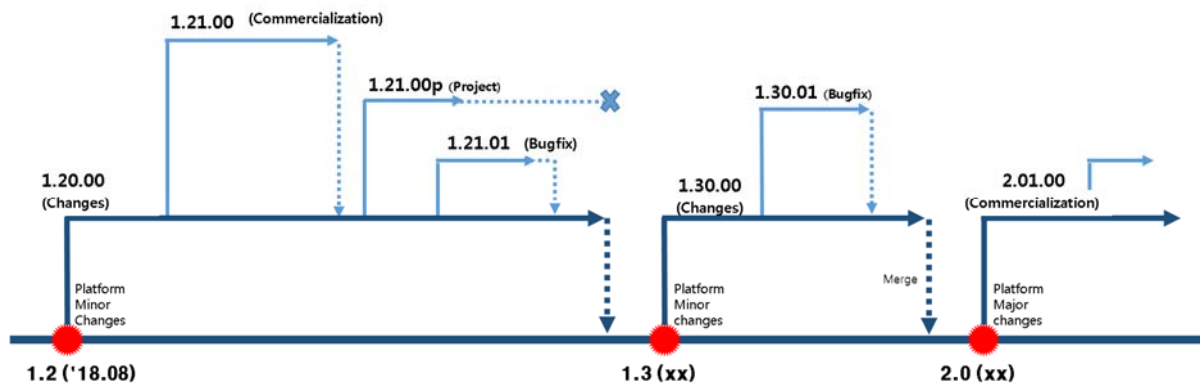 1.21.00 (Commercialization)
1.21.00p (Project)
1.30.01 (Bugfix)
1.21.01 (Bugfix)
1.20.00
(Changes)
1.30.00
(Changes)
2.01.00
(Commercialization)
Platform
Minor
Changes
Platform
Minor
changes
Merge
Platform
Major
changes
1.2 ('18.08)
1.3 (xx)
2.0 (xx)